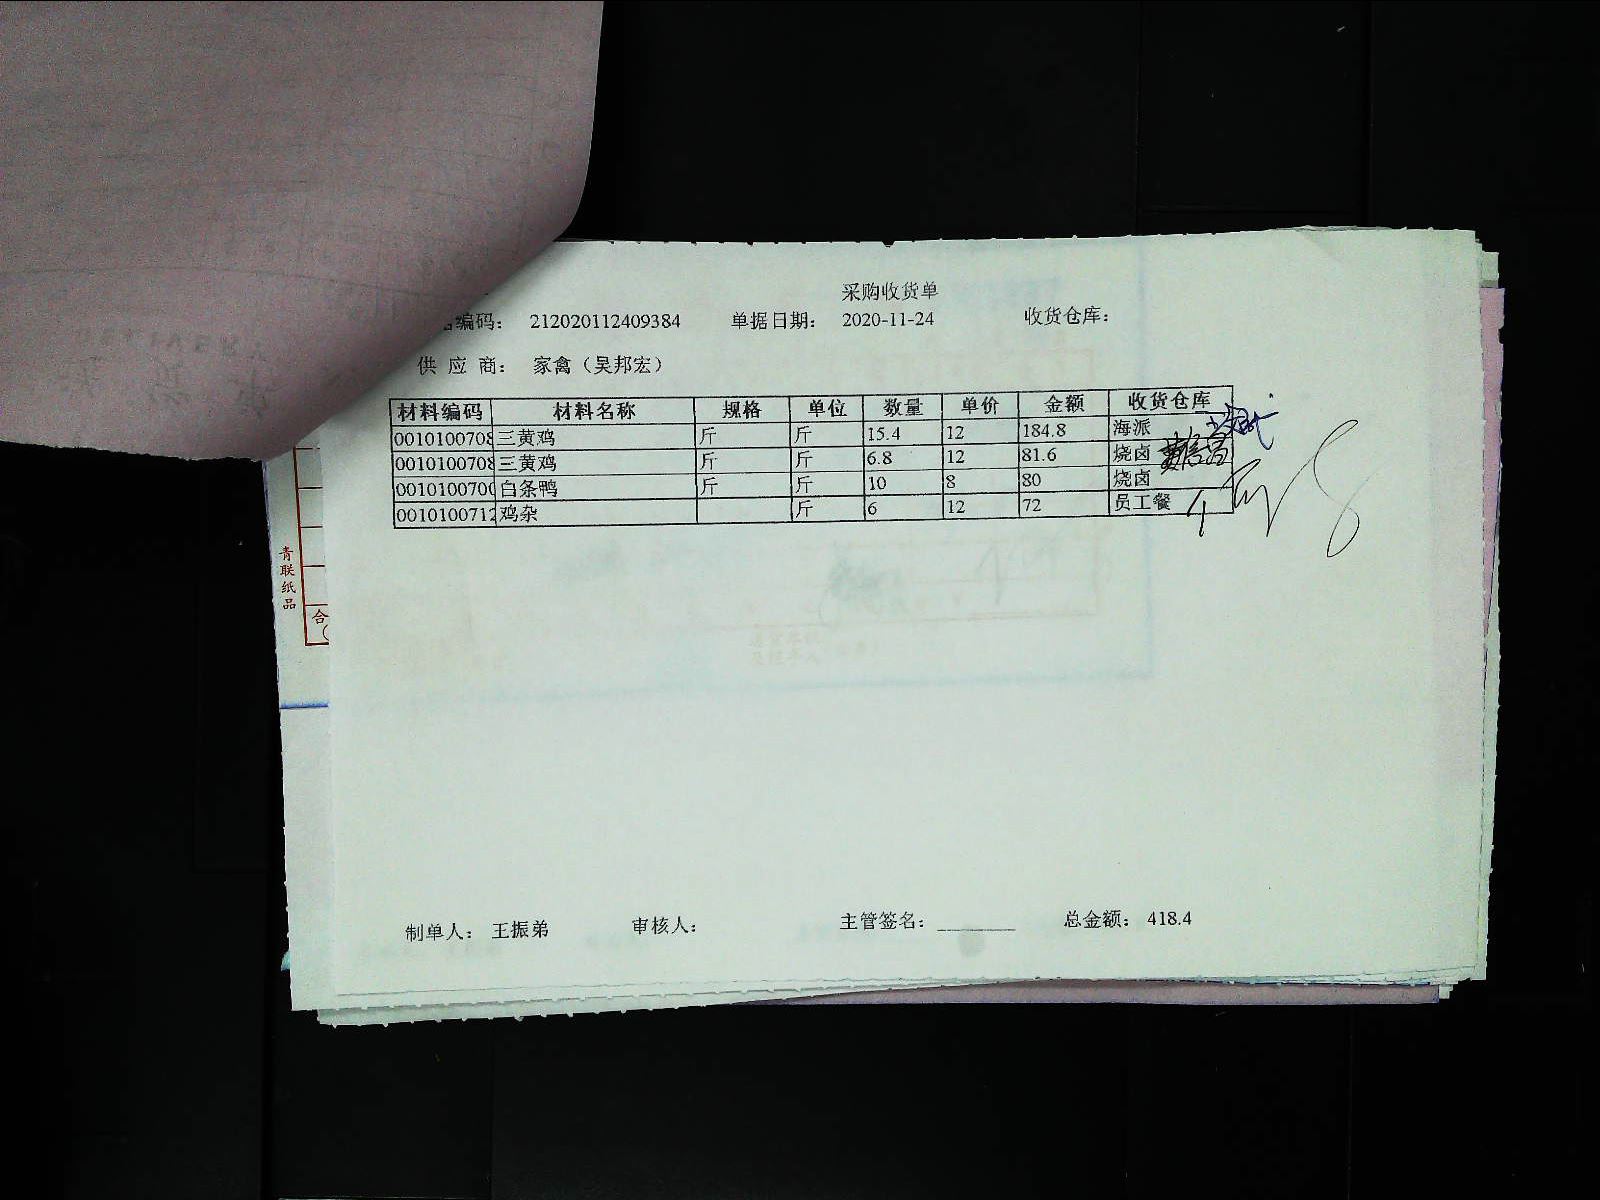 采购收货单
编码： 212020112409384 单据日期： 2020-11-24 收货仓库：
供 应 商： 家禽（吴邦宏）
材料编码 材料名称 规格 单位 数量 单价 金额 收货仓库
0010100708 三黄鸡 斤 斤 15.4 12 184.8 海派
0010100708 三黄鸡 斤 斤 6.8 12 81.6 烧卤
0010100700 白条鸭 斤 斤 10 8 80 烧卤
0010100712 鸡杂 斤 6 12 72 员工餐
青联纸品
合
制单人： 王振弟 审核人： 主管签名： ________ 总金额： 418.4